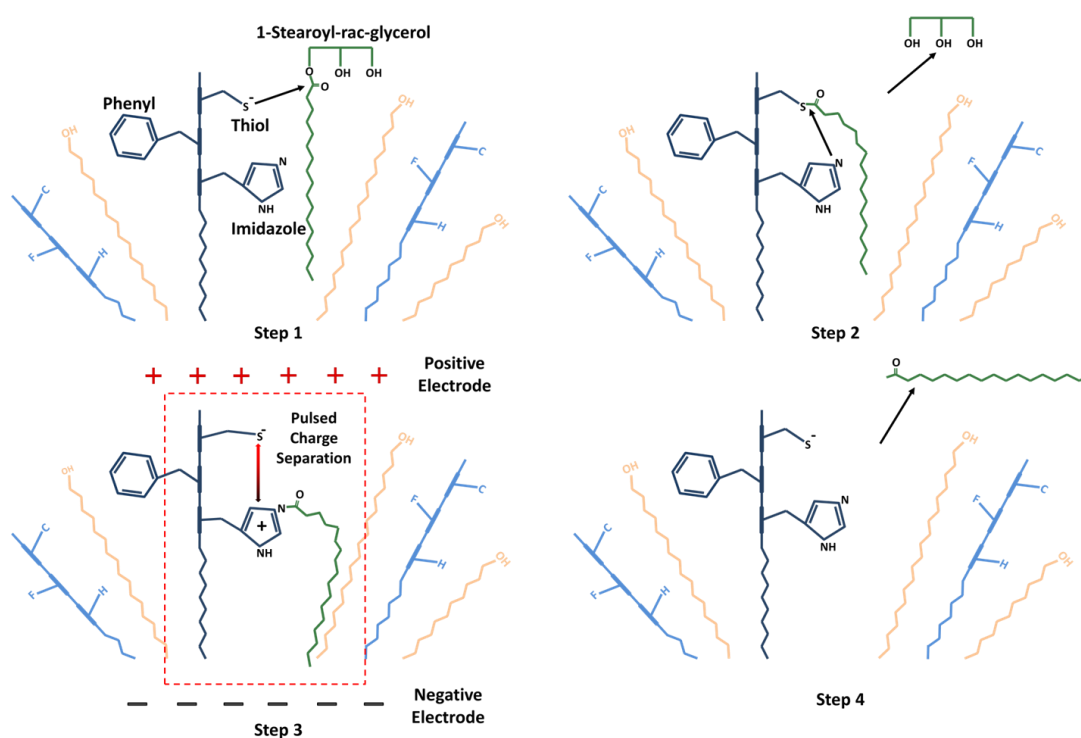 1-Stearoyl-rac-glycerol
O OH OH
O
Phenyl
S -
Thiol
OH
OH
N
NH
Imidazole
C
F
H
F
C
H
OH
Step 1
OH OH OH
O
S
OH
OH
N
NH
C
F
H
F
C
H
OH
Step 2
+ + + + + +
Positive
Electrode
Pulsed
Charge
Separation
S -
OH
OH
O
N
+
NH
C
F
H
F
C
H
OH
− − − − − −
Negative
Electrode
Step 3
O
S -
OH
OH
N
NH
C
F
H
F
C
H
OH
Step 4